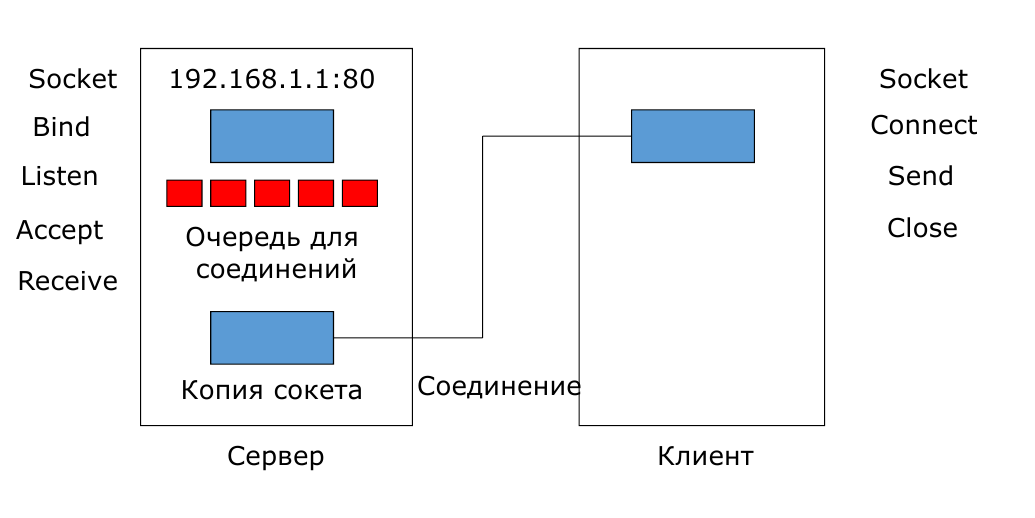 Socket
Bind
Listen
Accept
Receive
192.168.1.1:80
Очередь для
соединений
Копия сокета
Сервер
Соединение
Клиент
Socket
Connect
Send
Close